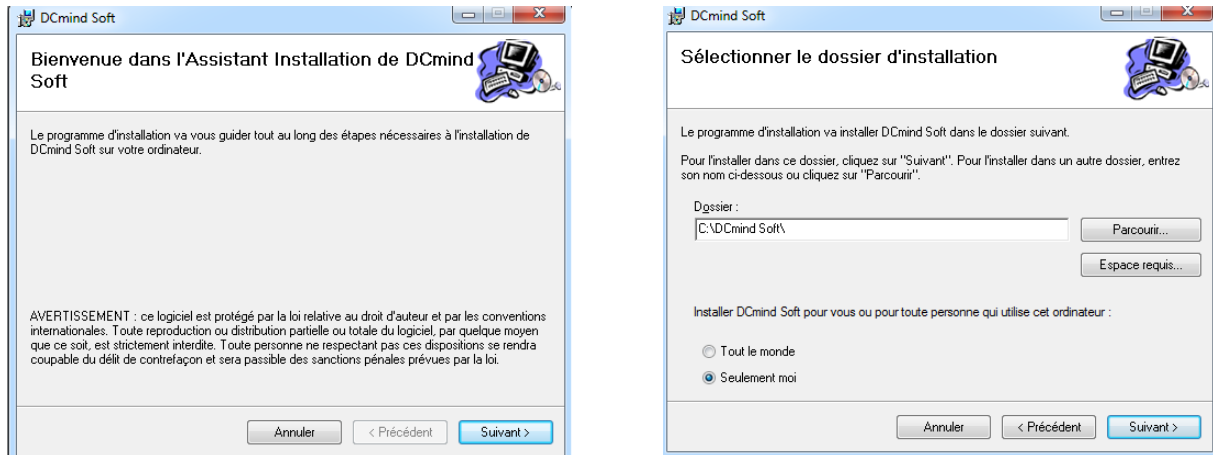 DCmind Soft
Bienvenue dans l'Assistant Installation de DCmind
Soft
Le programme d'installation va vous guider tout au long des étapes nécessaires à l'installation de
DCmind Soft sur votre ordinateur.
AVERTISSEMENT : ce logiciel est protégé par la loi relative au droit d'auteur et par les conventions
internationales. Toute reproduction ou distribution partielle ou totale du logiciel, par quelque moyen
que ce soit, est strictement interdite. Toute personne ne respectant pas ces dispositions se rendra
coupable du délit de contrefaçon et sera passible des sanctions pénales prévues par la loi.
Annuler < Précédent Suivant >
DCmind Soft
Sélectionner le dossier d'installation
Le programme d'installation va installer DCmind Soft dans le dossier suivant.
Pour l'installer dans ce dossier, cliquez sur "Suivant". Pour l'installer dans un autre dossier, entrez
son nom ci-dessous ou cliquez sur "Parcourir".
Dossier :
C:\DCmind Soft\ Parcourir...
Espace requis...
Installer DCmind Soft pour vous ou pour toute personne qui utilise cet ordinateur :
Tout le monde
Seulement moi
Annuler < Précédent Suivant >